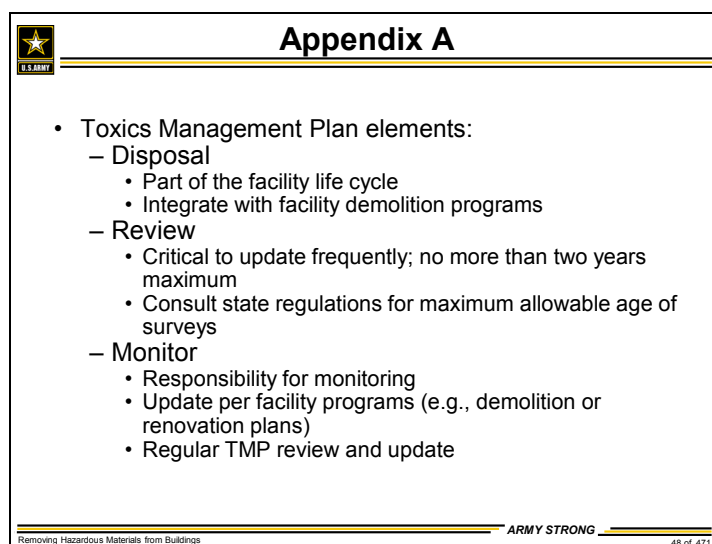 Appendix A
U.S.ARMY
• Toxics Management Plan elements:
– Disposal
• Part of the facility life cycle
• Integrate with facility demolition programs
– Review
• Critical to update frequently; no more than two years
maximum
• Consult state regulations for maximum allowable age of
surveys
– Monitor
• Responsibility for monitoring
• Update per facility programs (e.g., demolition or
renovation plans)
• Regular TMP review and update
ARMY STRONG
Removing Hazardous Materials from Buildings
48 of 471